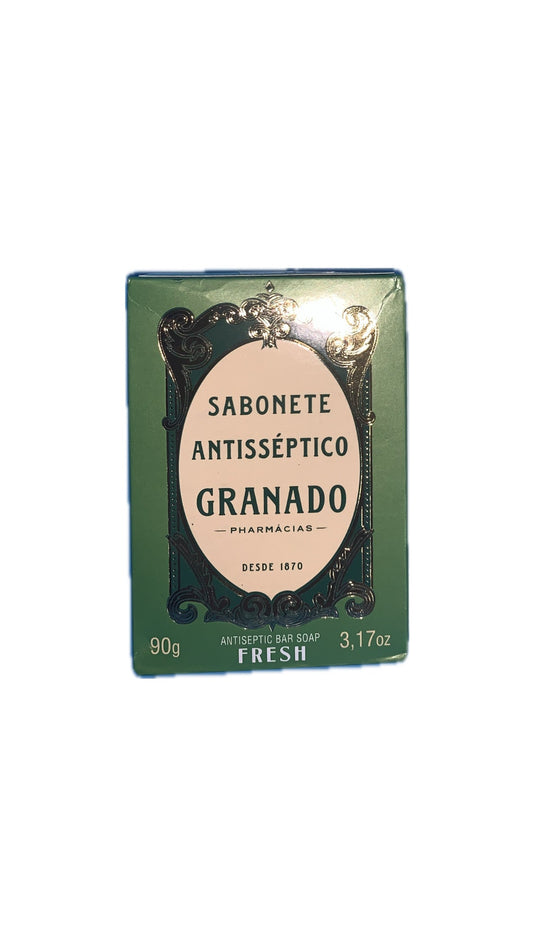 SABONETE
ANTISSÉPTICO
GRANADO
— PHARMÁCIAS —
DESDE 1870
90g
ANTISEPTIC BAR SOAP
FRESH
3,17oz